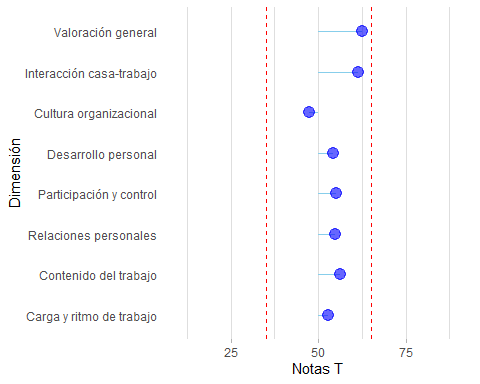 Valoración general
Interacción casa-trabajo
Cultura organizacional
Desarrollo personal
Participación y control
Relaciones personales
Contenido del trabajo
Carga y ritmo de trabajo
Dimensión
25 50 75
Notas T